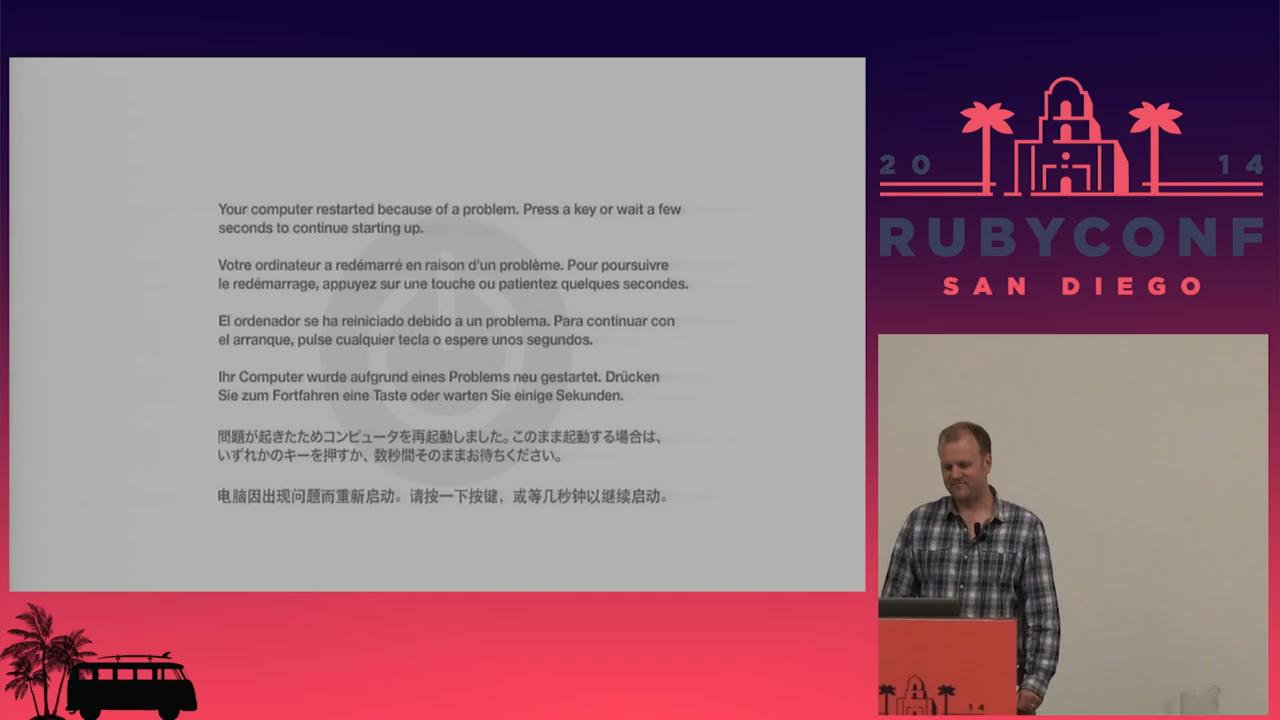 Your computer restarted because of a problem. Press a key or wait a few
seconds to continue starting up.
Votre ordinateur a redémarré en raison d'un problème. Pour poursuivre
le redémarrage, appuyez sur une touche ou patientez quelques secondes.
El ordenador se ha reiniciado debido a un problema. Para continuar con
el arranque, pulse cualquier tecla o espere unos segundos.
Ihr Computer wurde aufgrund eines Problems neu gestartet. Drücken
Sie zum Fortfahren eine Taste oder warten Sie einige Sekunden.
問題が起きたためコンピュータを再起動しました。このまま起動する場合は、
いずれかのキーを押すか、数秒間そのままお待ちください。
电脑因出现问题而重新启动。请按一下按键，或等几秒钟以继续启动。
20 14
RUBYCONF
SAN DIEGO
14